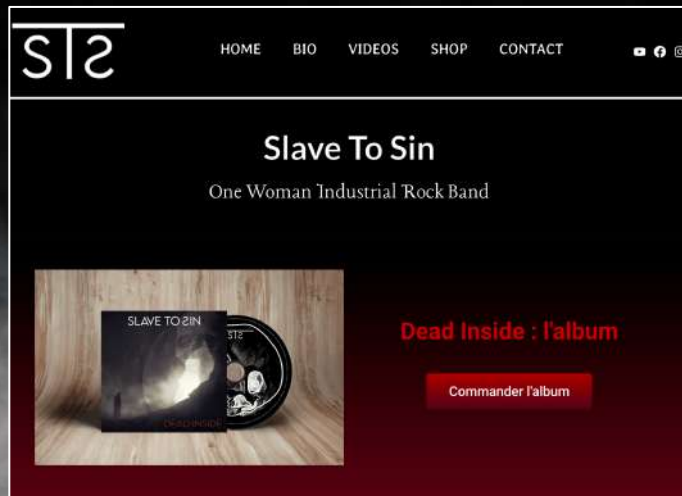 STS
HOME BIO VIDEOS SHOP CONTACT
Slave To Sin
One Woman Industrial Rock Band
SLAVE TO SIN
STS
DEAD INSIDE
Dead Inside : l'album
Commander l'album